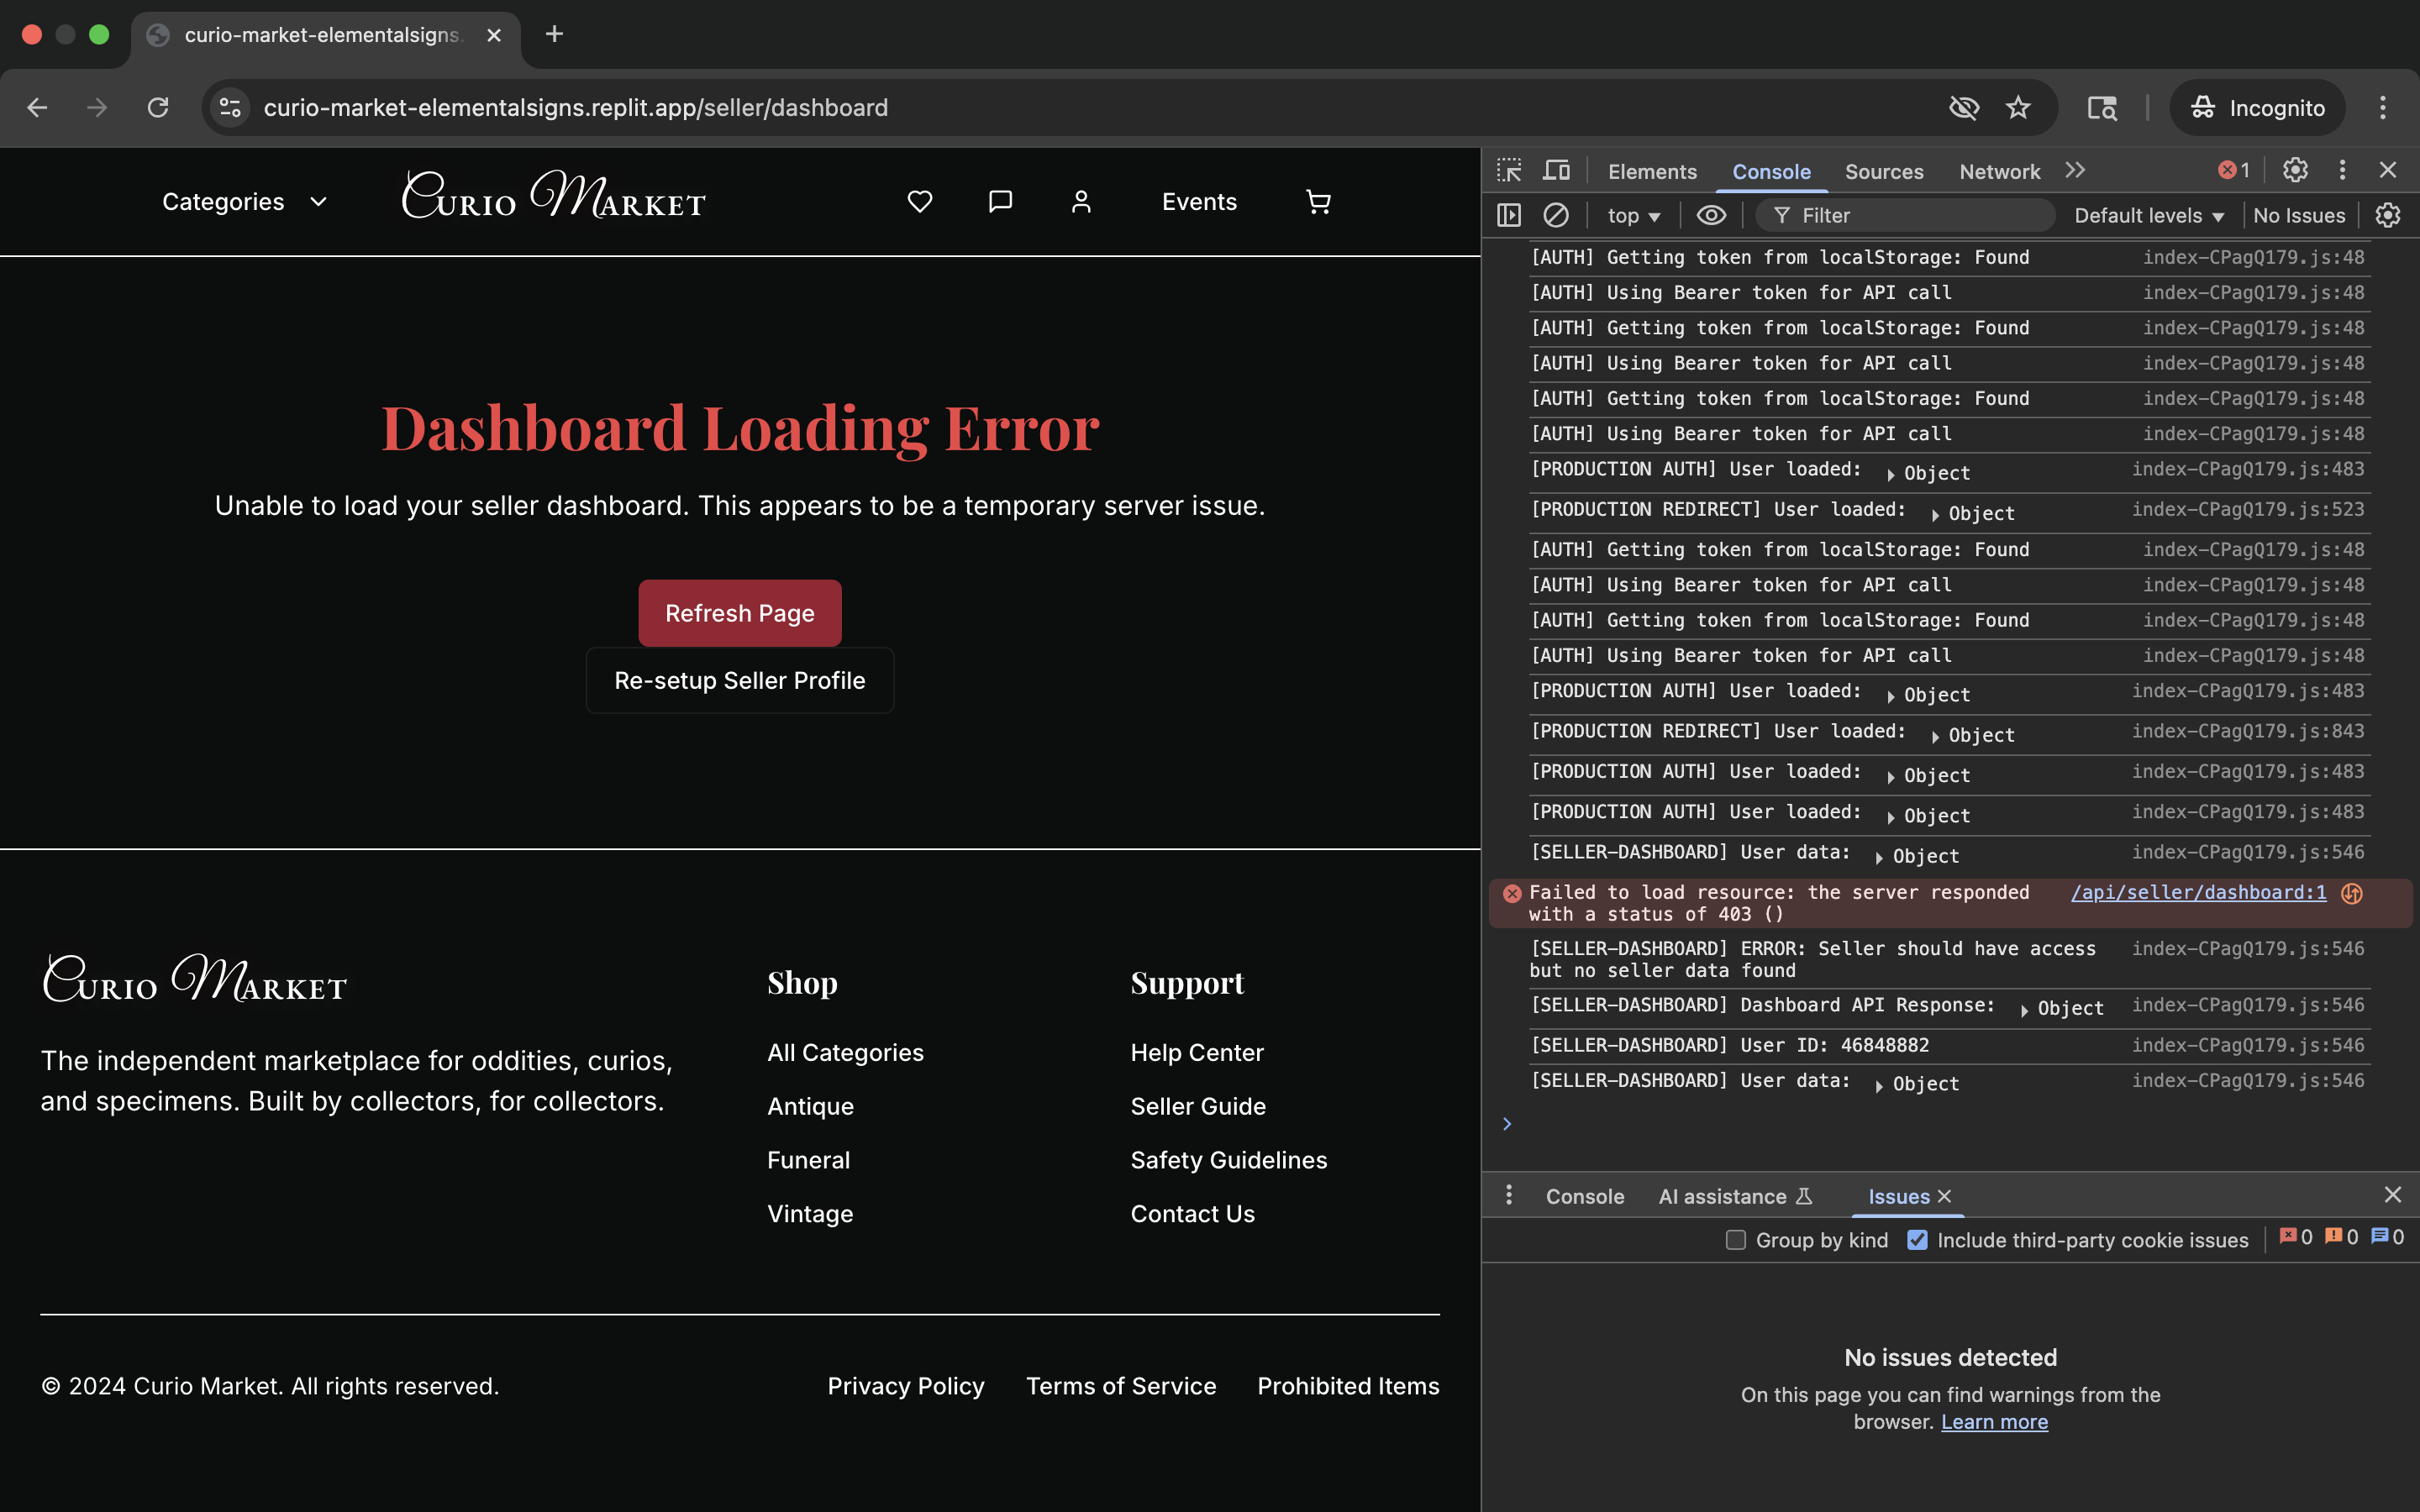 curio-market-elementalsigns.
curio-market-elementalsigns.replit.app/seller/dashboard
Incognito
Categories
Curio Market
Events
Dashboard Loading Error
Unable to load your seller dashboard. This appears to be a temporary server issue.
Refresh Page
Re-setup Seller Profile
Curio Market
The independent marketplace for oddities, curios,
and specimens. Built by collectors, for collectors.
Shop
All Categories
Antique
Funeral
Vintage
Support
Help Center
Seller Guide
Safety Guidelines
Contact Us
© 2024 Curio Market. All rights reserved.
Privacy Policy Terms of Service Prohibited Items
Elements Console Sources Network 1
top Filter Default levels No Issues
[AUTH] Getting token from localStorage: Found index-CPagQ179.js:48
[AUTH] Using Bearer token for API call index-CPagQ179.js:48
[AUTH] Getting token from localStorage: Found index-CPagQ179.js:48
[AUTH] Using Bearer token for API call index-CPagQ179.js:48
[AUTH] Getting token from localStorage: Found index-CPagQ179.js:48
[AUTH] Using Bearer token for API call index-CPagQ179.js:48
[PRODUCTION AUTH] User loaded: Object index-CPagQ179.js:483
[PRODUCTION REDIRECT] User loaded: Object index-CPagQ179.js:523
[AUTH] Getting token from localStorage: Found index-CPagQ179.js:48
[AUTH] Using Bearer token for API call index-CPagQ179.js:48
[AUTH] Getting token from localStorage: Found index-CPagQ179.js:48
[AUTH] Using Bearer token for API call index-CPagQ179.js:48
[PRODUCTION AUTH] User loaded: Object index-CPagQ179.js:483
[PRODUCTION REDIRECT] User loaded: Object index-CPagQ179.js:843
[PRODUCTION AUTH] User loaded: Object index-CPagQ179.js:483
[PRODUCTION AUTH] User loaded: Object index-CPagQ179.js:483
[SELLER-DASHBOARD] User data: Object index-CPagQ179.js:546
Failed to load resource: the server responded /api/seller/dashboard:1
with a status of 403 ()
[SELLER-DASHBOARD] ERROR: Seller should have access index-CPagQ179.js:546
but no seller data found
[SELLER-DASHBOARD] Dashboard API Response: Object index-CPagQ179.js:546
[SELLER-DASHBOARD] User ID: 46848882 index-CPagQ179.js:546
[SELLER-DASHBOARD] User data: Object index-CPagQ179.js:546
Console AI assistance Issues
Group by kind Include third-party cookie issues 0 0 0
No issues detected
On this page you can find warnings from the
browser. Learn more